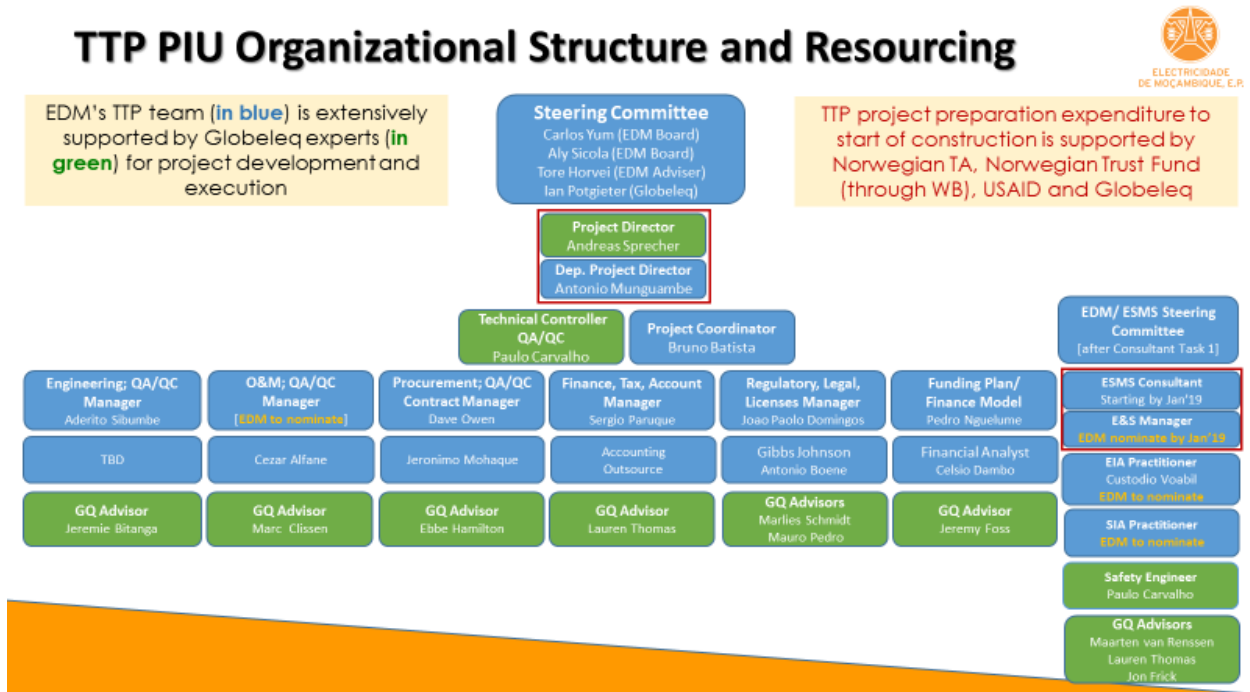 TTP PIU Organizational Structure and Resourcing
ELECTRICIDADE
DE MOÇAMBIQUE, E.P.
EDM's TTP team (in blue) is extensively
supported by Globeleq experts (in
green) for project development and
execution
Steering Committee
Carlos Yum (EDM Board)
Aly Sicola (EDM Board)
Tore Horvei (EDM Adviser)
Ian Potgieter (Globeleq)
TTP project preparation expenditure to
start of construction is supported by
Norwegian TA, Norwegian Trust Fund
(through WB), USAID and Globeleq
Project Director
Andreas Sprecher
Dep. Project Director
Antonio Munguambe
Technical Controller
QA/QC
Paulo Carvalho
Project Coordinator
Bruno Batista
EDM/ ESMS Steering
Committee
[after Consultant Task 1]
Engineering; QA/QC
Manager
Aderito Sibumbe
O&M; QA/QC
Manager
[EDM to nominate]
Procurement; QA/QC
Contract Manager
Dave Owen
Finance, Tax, Account
Manager
Sergio Paruque
Regulatory, Legal,
Licenses Manager
Joao Paolo Domingos
Funding Plan/
Finance Model
Pedro Nguelume
ESMS Consultant
Starting by Jan'19
E&S Manager
EDM nominate by Jan'19
TBD
Cezar Alfane
Jeronimo Mohaque
Accounting
Outsource
Gibbs Johnson
Antonio Boene
Financial Analyst
Celsio Dambo
EIA Practitioner
Custodio Voabil
EDM to nominate
GQ Advisor
Jeremie Bitanga
GQ Advisor
Marc Clissen
GQ Advisor
Ebbe Hamilton
GQ Advisor
Lauren Thomas
GQ Advisors
Marlies Schmidt
Mauro Pedro
GQ Advisor
Jeremy Foss
SIA Practitioner
EDM to nominate
Safety Engineer
Paulo Carvalho
GQ Advisors
Maarten van Renssen
Lauren Thomas
Jon Frick